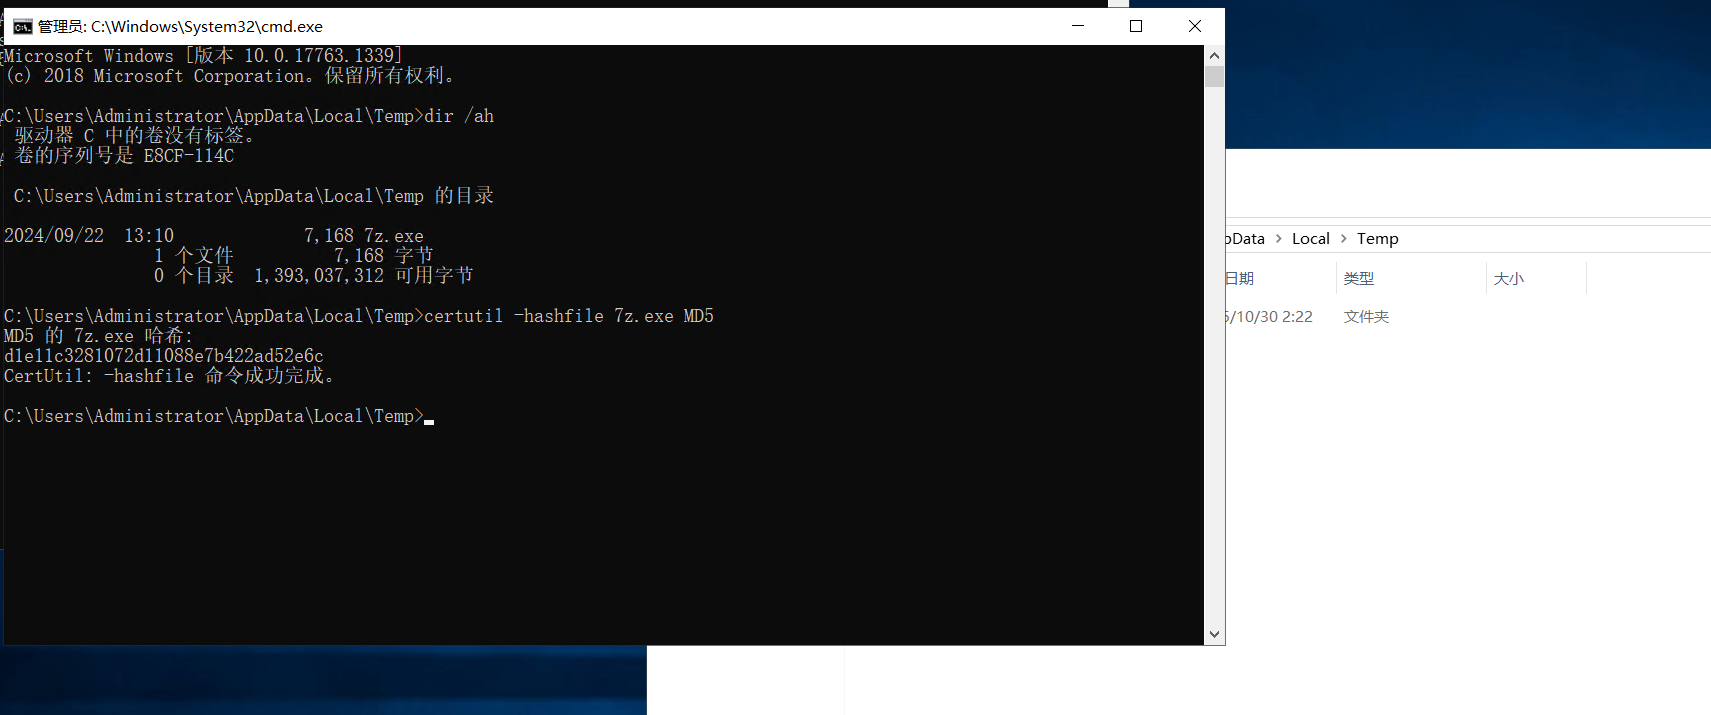 管理员: C:\Windows\System32\cmd.exe
Microsoft Windows [版本 10.0.17763.1339]
(c) 2018 Microsoft Corporation。保留所有权利。
C:\Users\Administrator\AppData\Local\Temp>dir /ah
驱动器 C 中的卷没有标签。
卷的序列号是 E8CF-114C
C:\Users\Administrator\AppData\Local\Temp 的目录
2024/09/22  13:10             7,168 7z.exe
1 个文件          7,168 字节
0 个目录  1,393,037,312 可用字节
C:\Users\Administrator\AppData\Local\Temp>certutil -hashfile 7z.exe MD5
MD5 的 7z.exe 哈希:
d1e11c3281072d11088e7b422ad52e6c
CertUtil: -hashfile 命令成功完成。
C:\Users\Administrator\AppData\Local\Temp>
pData > Local > Temp
日期 类型 大小
5/10/30 2:22 文件夹